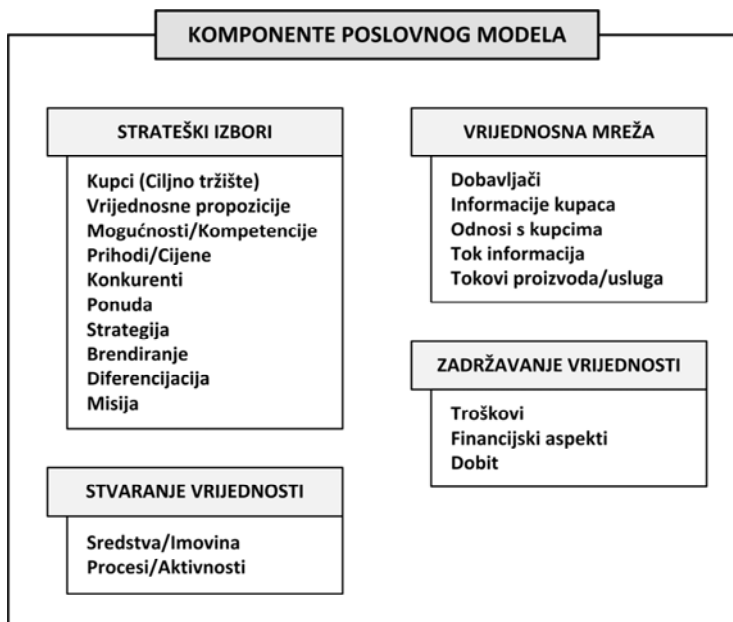 KOMPONENTE POSLOVNOG MODELA
STRATEŠKI IZBORI
Kupci (Ciljno tržište)
Vrijednosne propozicije
Mogućnosti/Kompetencije
Prihodi/Cijene
Konkurenti
Ponuda
Strategija
Brendiranje
Diferencijacija
Misija
STVARANJE VRIJEDNOSTI
Sredstva/Imovina
Procesi/Aktivnosti
VRIJEDNOSNA MREŽA
Dobavljači
Informacije kupaca
Odnosi s kupcima
Tok informacija
Tokovi proizvoda/usluga
ZADRŽAVANJE VRIJEDNOSTI
Troškovi
Financijski aspekti
Dobit